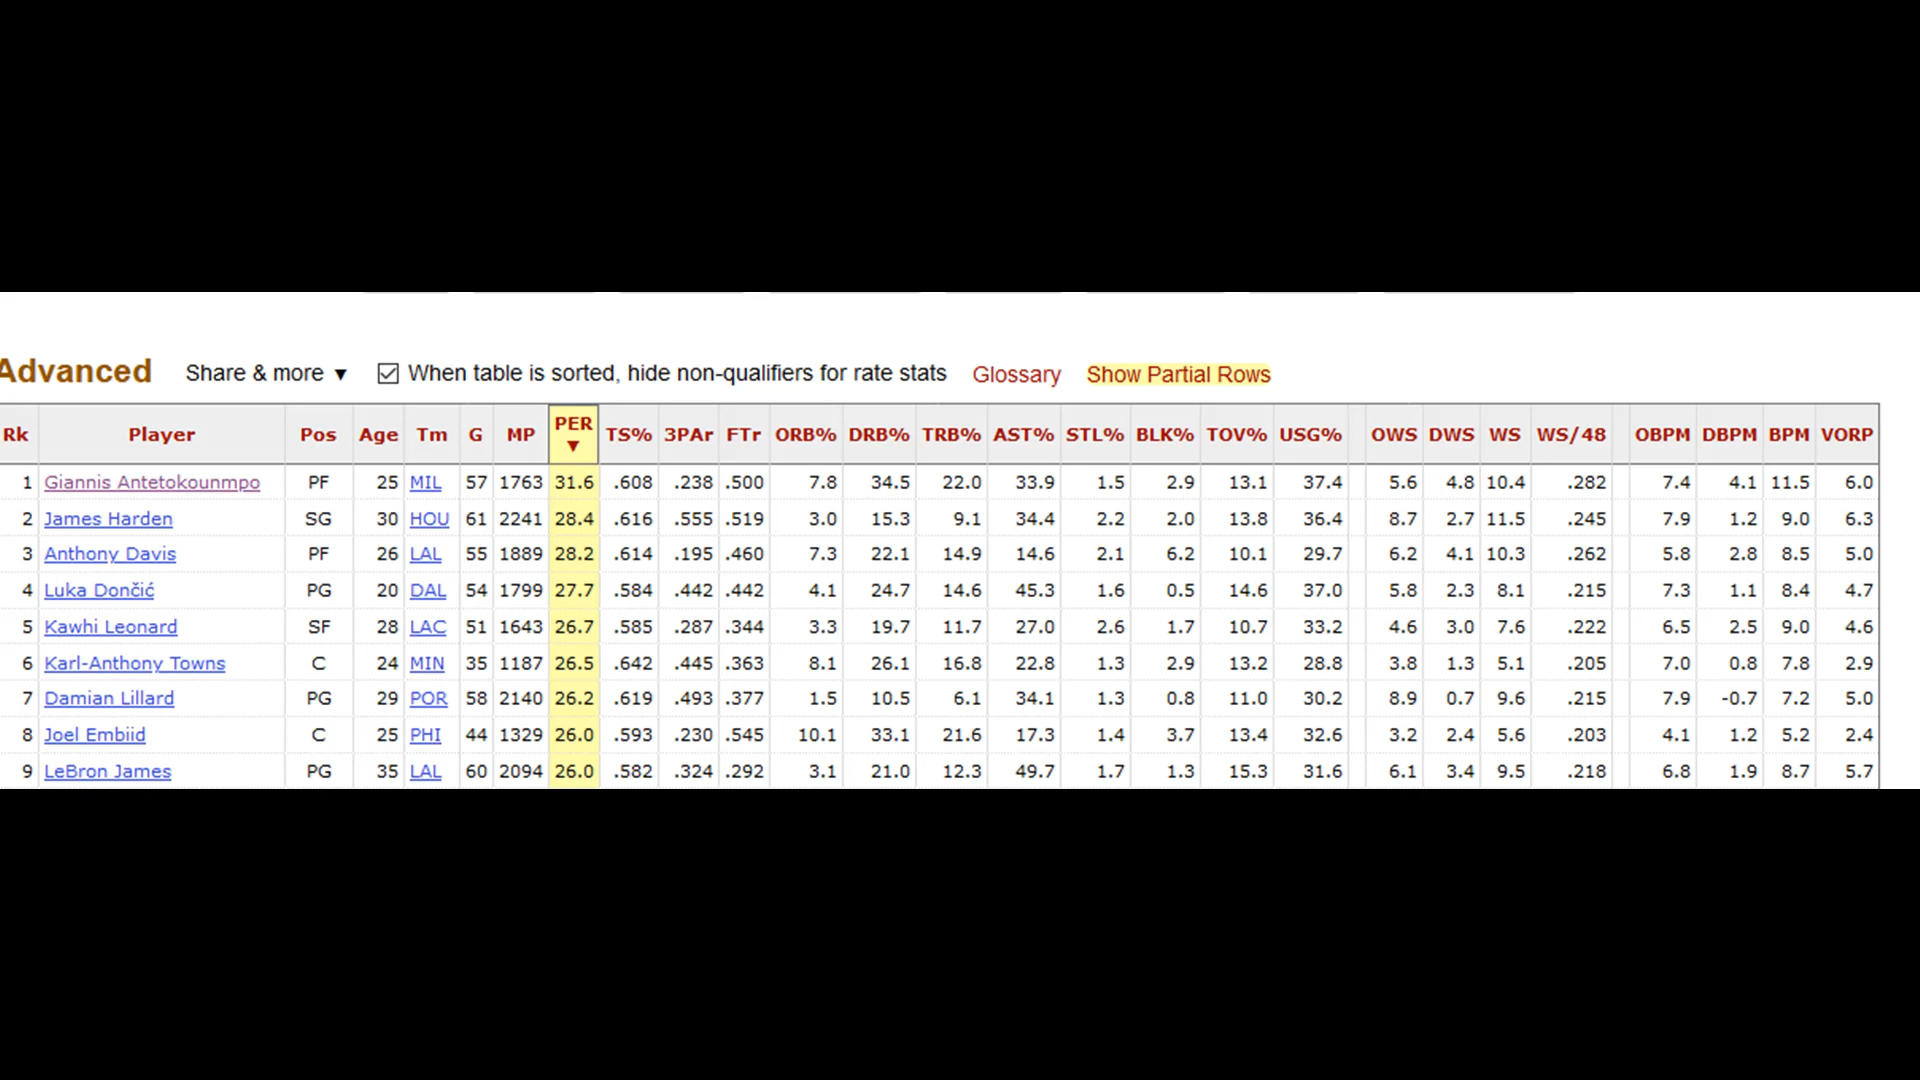 Advanced Share & more ▼ When table is sorted, hide non-qualifiers for rate stats Glossary Show Partial Rows
Rk Player Pos Age Tm G MP PER ▼ TS% 3PAr FTr ORB% DRB% TRB% AST% STL% BLK% TOV% USG% OWS DWS WS WS/48 OBPM DBPM BPM VORP
1 Giannis Antetokounmpo PF 25 MIL 57 1763 31.6 .608 .238 .500 7.8 34.5 22.0 33.9 1.5 2.9 13.1 37.4 5.6 4.8 10.4 .282 7.4 4.1 11.5 6.0
2 James Harden SG 30 HOU 61 2241 28.4 .616 .555 .519 3.0 15.3 9.1 34.4 2.2 2.0 13.8 36.4 8.7 2.7 11.5 .245 7.9 1.2 9.0 6.3
3 Anthony Davis PF 26 LAL 55 1889 28.2 .614 .195 .460 7.3 22.1 14.9 14.6 2.1 6.2 10.1 29.7 6.2 4.1 10.3 .262 5.8 2.8 8.5 5.0
4 Luka Dončić PG 20 DAL 54 1799 27.7 .584 .442 .442 4.1 24.7 14.6 45.3 1.6 0.5 14.6 37.0 5.8 2.3 8.1 .215 7.3 1.1 8.4 4.7
5 Kawhi Leonard SF 28 LAC 51 1643 26.7 .585 .287 .344 3.3 19.7 11.7 27.0 2.6 1.7 10.7 33.2 4.6 3.0 7.6 .222 6.5 2.5 9.0 4.6
6 Karl-Anthony Towns C 24 MIN 35 1187 26.5 .642 .445 .363 8.1 26.1 16.8 22.8 1.3 2.9 13.2 28.8 3.8 1.3 5.1 .205 7.0 0.8 7.8 2.9
7 Damian Lillard PG 29 POR 58 2140 26.2 .619 .493 .377 1.5 10.5 6.1 34.1 1.3 0.8 11.0 30.2 8.9 0.7 9.6 .215 7.9 -0.7 7.2 5.0
8 Joel Embiid C 25 PHI 44 1329 26.0 .593 .230 .545 10.1 33.1 21.6 17.3 1.4 3.7 13.4 32.6 3.2 2.4 5.6 .203 4.1 1.2 5.2 2.4
9 LeBron James PG 35 LAL 60 2094 26.0 .582 .324 .292 3.1 21.0 12.3 49.7 1.7 1.3 15.3 31.6 6.1 3.4 9.5 .218 6.8 1.9 8.7 5.7